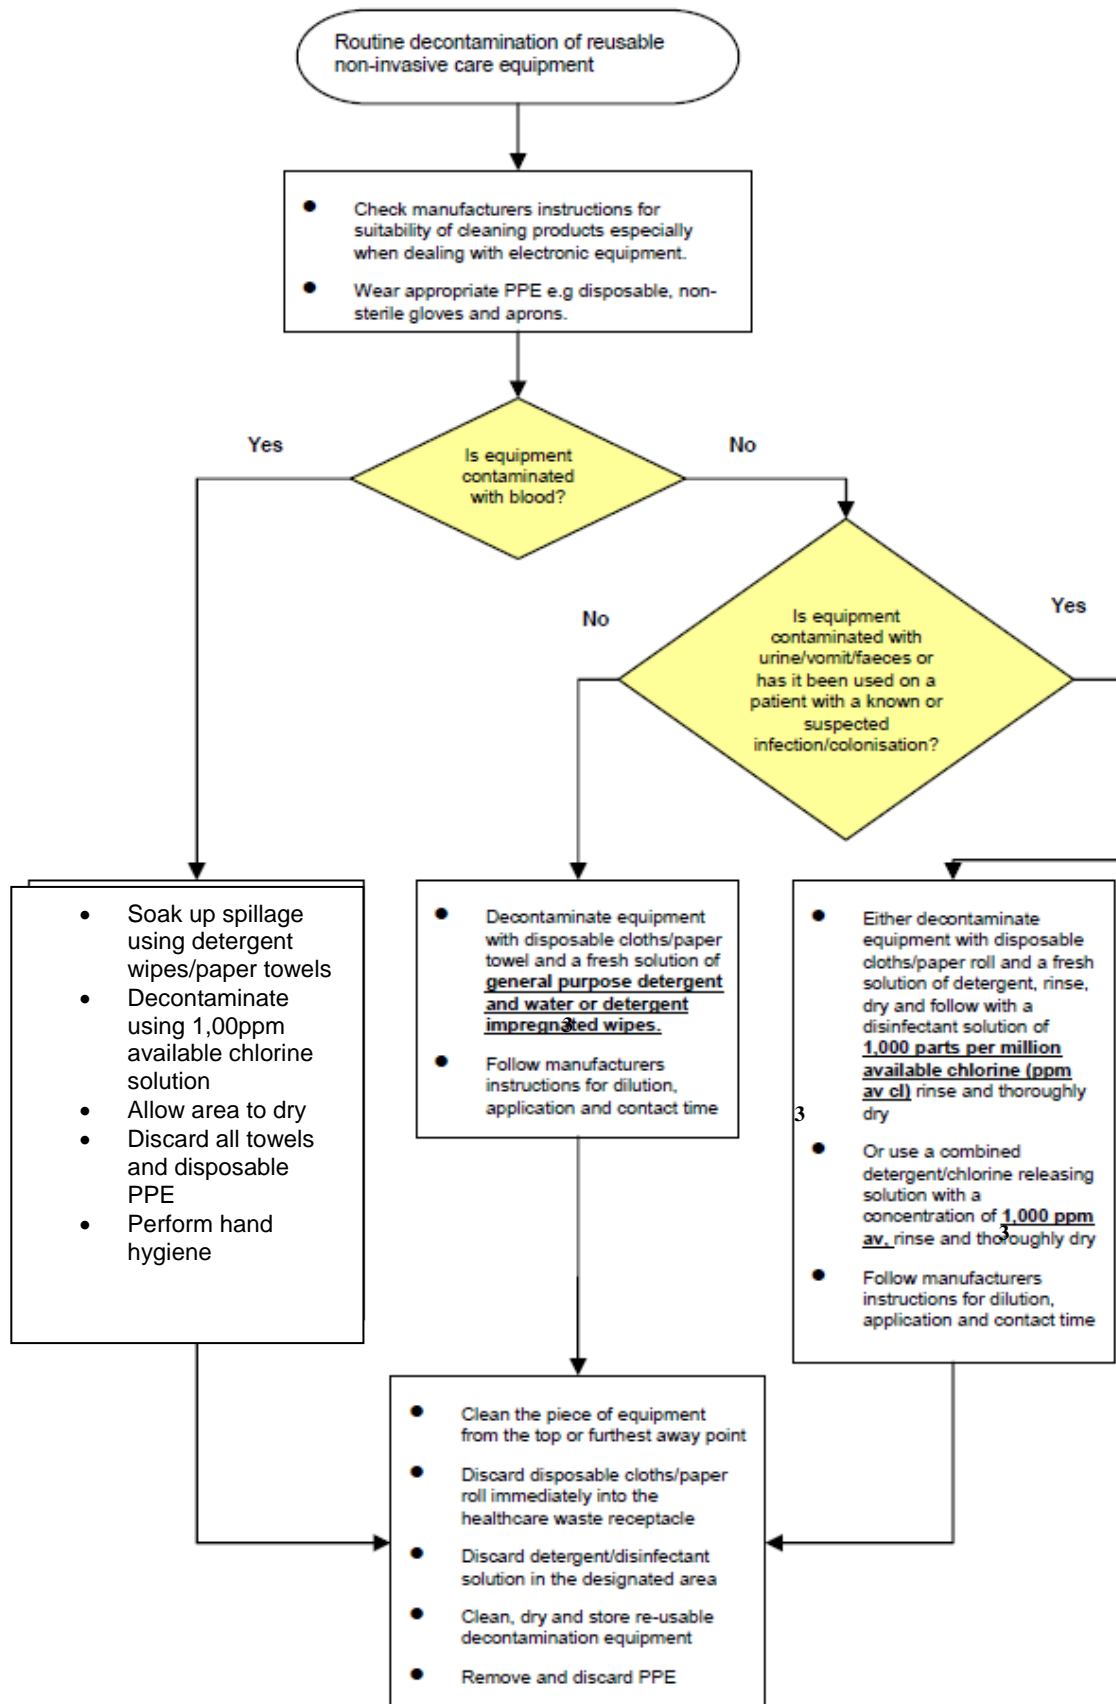 Routine decontamination of reusable
non-invasive care equipment
● Check manufacturers instructions for
suitability of cleaning products especially
when dealing with electronic equipment.
● Wear appropriate PPE e.g disposable, non-
sterile gloves and aprons.
Yes
Is equipment
contaminated
with blood?
No
No
Is equipment
contaminated with
urine/vomit/faeces or
has it been used on a
patient with a known or
suspected
infection/colonisation?
Yes
• Soak up spillage
using detergent
wipes/paper towels
• Decontaminate
using 1,00ppm
available chlorine
solution
• Allow area to dry
• Discard all towels
and disposable
PPE
• Perform hand
hygiene
● Decontaminate equipment
with disposable cloths/paper
towel and a fresh solution of
general purpose detergent
and water or detergent
impregnated wipes.
3
● Follow manufacturers
instructions for dilution,
application and contact time
● Either decontaminate
equipment with disposable
cloths/paper roll and a fresh
solution of detergent, rinse,
dry and follow with a
disinfectant solution of
1,000 parts per million
available chlorine (ppm
av cl) rinse and thoroughly
dry
3
● Or use a combined
detergent/chlorine releasing
solution with a
concentration of 1,000 ppm
av, rinse and thoroughly dry
3
● Follow manufacturers
instructions for dilution,
application and contact time
● Clean the piece of equipment
from the top or furthest away point
● Discard disposable cloths/paper
roll immediately into the
healthcare waste receptacle
● Discard detergent/disinfectant
solution in the designated area
● Clean, dry and store re-usable
decontamination equipment
● Remove and discard PPE